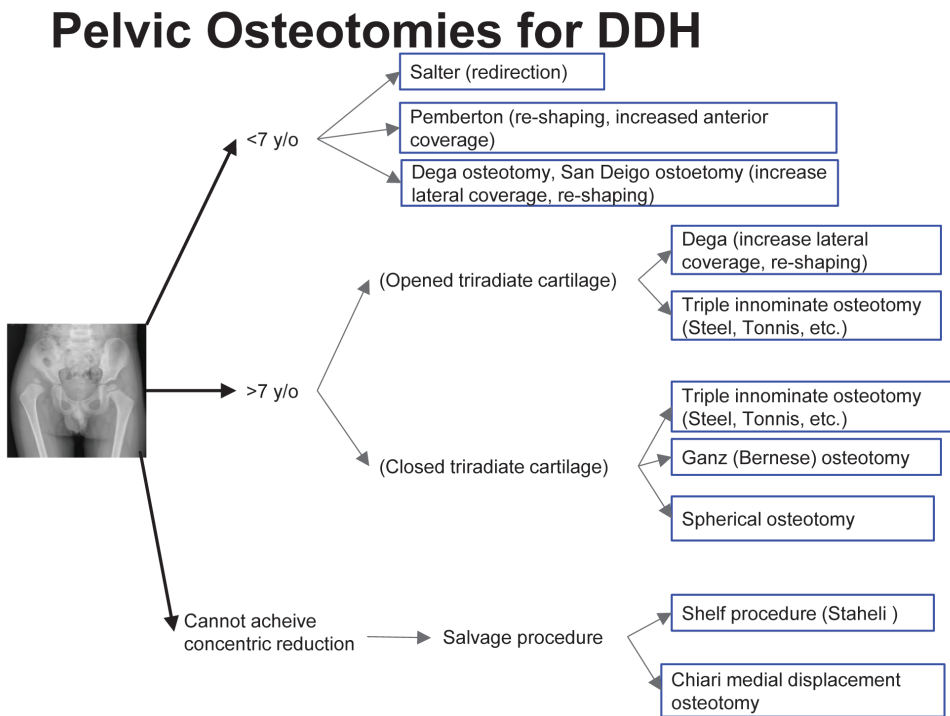 Pelvic Osteotomies for DDH
<7 y/o
Salter (redirection)
Pemberton (re-shaping, increased anterior
coverage)
Dega osteotomy, San Deigo ostoetomy (increase
lateral coverage, re-shaping)
>7 y/o
(Opened triradiate cartilage)
Dega (increase lateral
coverage, re-shaping)
Triple innominate osteotomy
(Steel, Tonnis, etc.)
(Closed triradiate cartilage)
Triple innominate osteotomy
(Steel, Tonnis, etc.)
Ganz (Bernese) osteotomy
Spherical osteotomy
Cannot acheive
concentric reduction
Salvage procedure
Shelf procedure (Staheli )
Chiari medial displacement
osteotomy